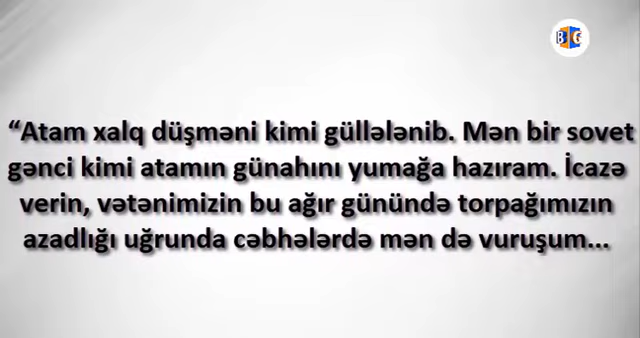 BG
“Atam xalq düşməni kimi güllələnib. Mən bir sovet
gənci kimi atamın günahını yumağa hazıram. İcazə
verin, vətənimizin bu ağır günündə torpağımızın
azadlığı uğrunda cəbhələrdə mən də vuruşum...